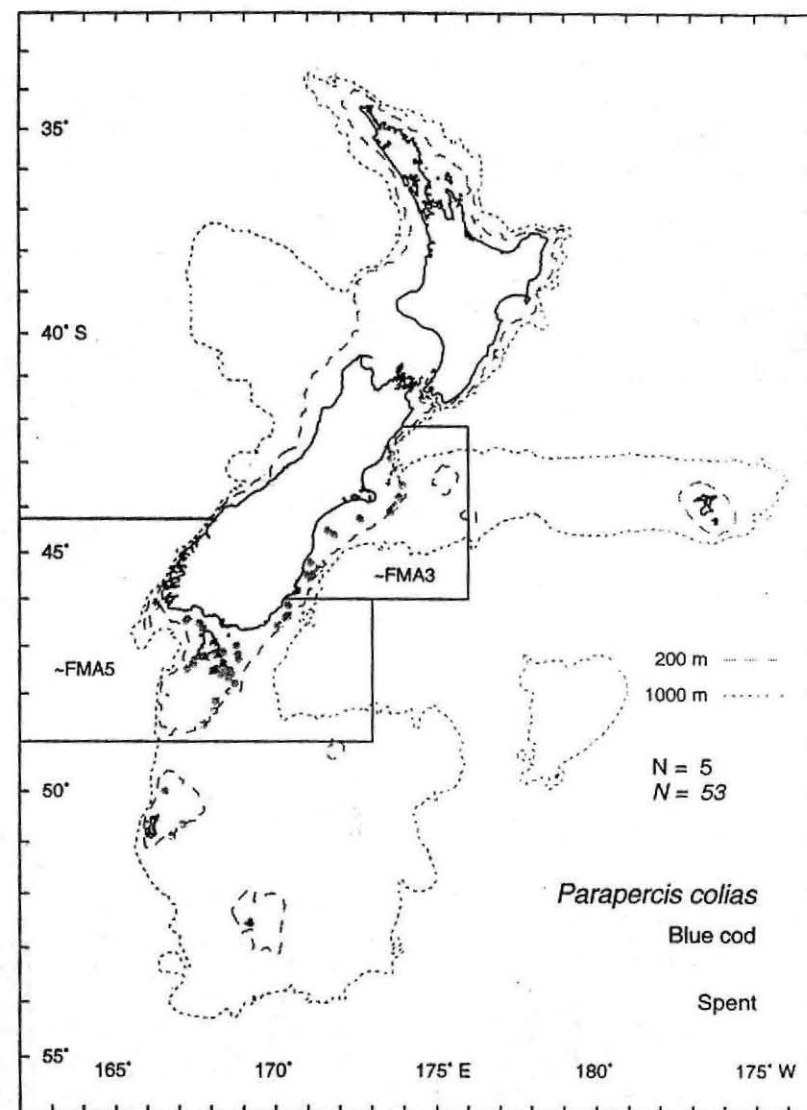 35°
40° S
45°
~FMA3
~FMA5
200 m
1000 m
50°
N = 5
N = 53
Parapercis colias
Blue cod
Spent
55°
165°
170°
175° E
180°
175° W